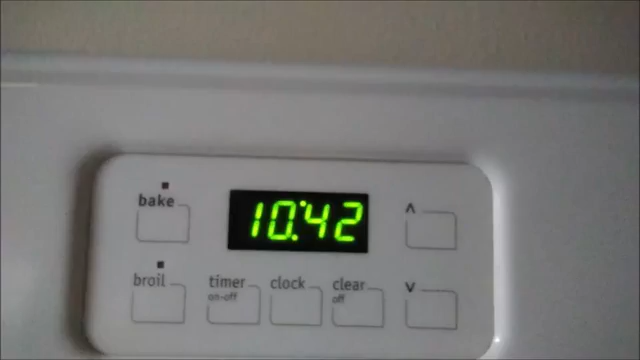 bake
10:42
^
broil
timer
on-off
clock
clear
off
v